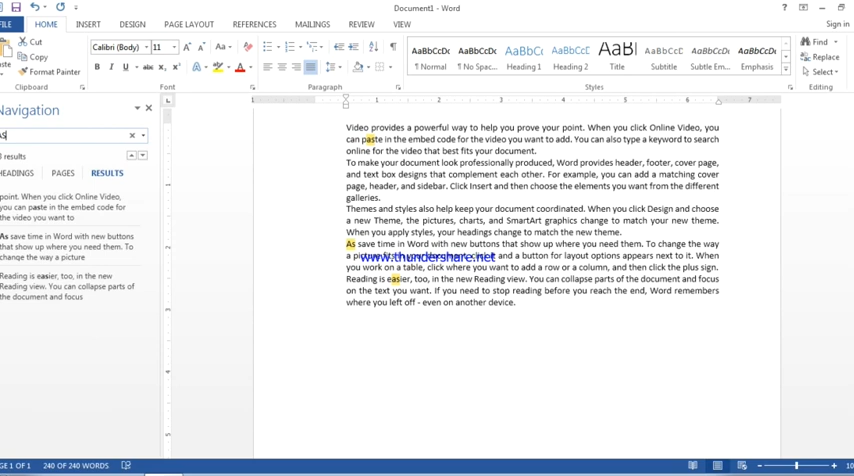 Document1 - Word
Sign in
FILE HOME INSERT DESIGN PAGE LAYOUT REFERENCES MAILINGS REVIEW VIEW
Cut
Copy
Format Painter
Clipboard
Calibri (Body) 11
Font
Paragraph
AaBbCcDc AaBbCcDc AaBbCc AaBbCcC AaB AaBbCcD AaBbCcDc AaBbCcDc
¶ Normal ¶ No Spac... Heading 1 Heading 2 Title Subtitle Subtle Em... Emphasis
Styles
Find
Replace
Select
Editing
Navigation
AS
results
HEADINGS PAGES RESULTS
point. When you click Online Video,
you can paste in the embed code for
the video you want to
As save time in Word with new buttons
that show up where you need them. To
change the way a picture
Reading is easier, too, in the new
Reading view. You can collapse parts of
the document and focus
Video provides a powerful way to help you prove your point. When you click Online Video, you
can paste in the embed code for the video you want to add. You can also type a keyword to search
online for the video that best fits your document.
To make your document look professionally produced, Word provides header, footer, cover page,
and text box designs that complement each other. For example, you can add a matching cover
page, header, and sidebar. Click Insert and then choose the elements you want from the different
galleries.
Themes and styles also help keep your document coordinated. When you click Design and choose
a new Theme, the pictures, charts, and SmartArt graphics change to match your new theme.
When you apply styles, your headings change to match the new theme.
As save time in Word with new buttons that show up where you need them. To change the way
a picture fits in your document, click it and a button for layout options appears next to it. When
www.thundershare.net
you work on a table, click where you want to add a row or a column, and then click the plus sign.
Reading is easier, too, in the new Reading view. You can collapse parts of the document and focus
on the text you want. If you need to stop reading before you reach the end, Word remembers
where you left off - even on another device.
PAGE 1 OF 1 240 OF 240 WORDS